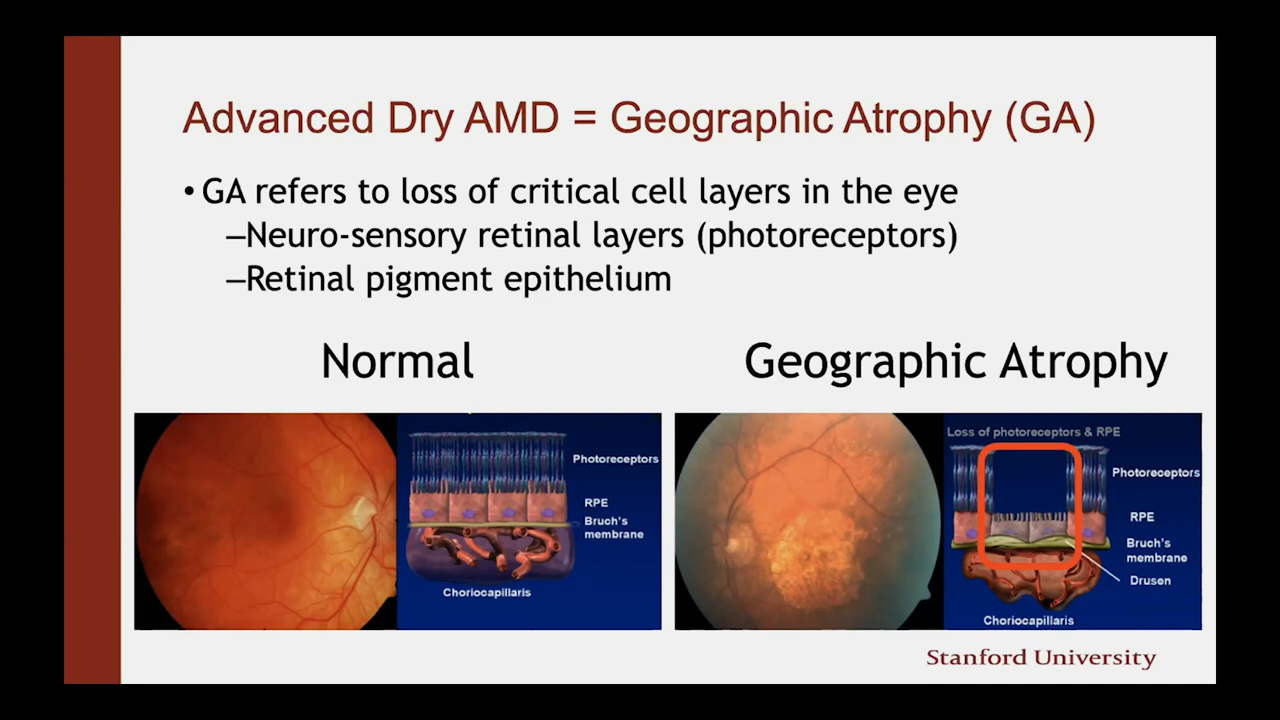 Advanced Dry AMD = Geographic Atrophy (GA)
• GA refers to loss of critical cell layers in the eye
–Neuro-sensory retinal layers (photoreceptors)
–Retinal pigment epithelium
Normal
Geographic Atrophy
Photoreceptors
RPE
Bruch's
membrane
Choriocapillaris
Loss of photoreceptors & RPE
Photoreceptors
RPE
Bruch's
membrane
Drusen
Choriocapillaris
Stanford University